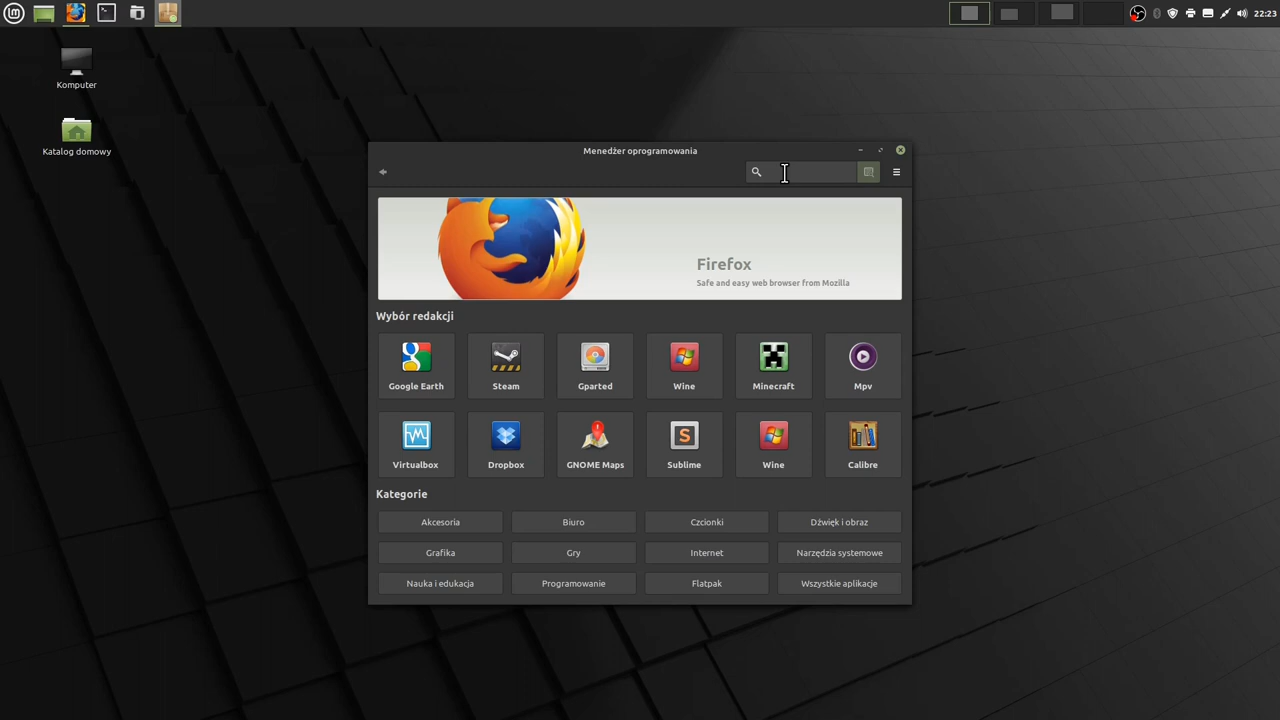 22:23
Komputer
Katalog domowy
Menedżer oprogramowania
Firefox
Safe and easy web browser from Mozilla
Wybór redakcji
Google Earth
Steam
Gparted
Wine
Minecraft
Mpv
Virtualbox
Dropbox
GNOME Maps
Sublime
Wine
Calibre
Kategorie
Akcesoria
Biuro
Czcionki
Dźwięk i obraz
Grafika
Gry
Internet
Narzędzia systemowe
Nauka i edukacja
Programowanie
Flatpak
Wszystkie aplikacje